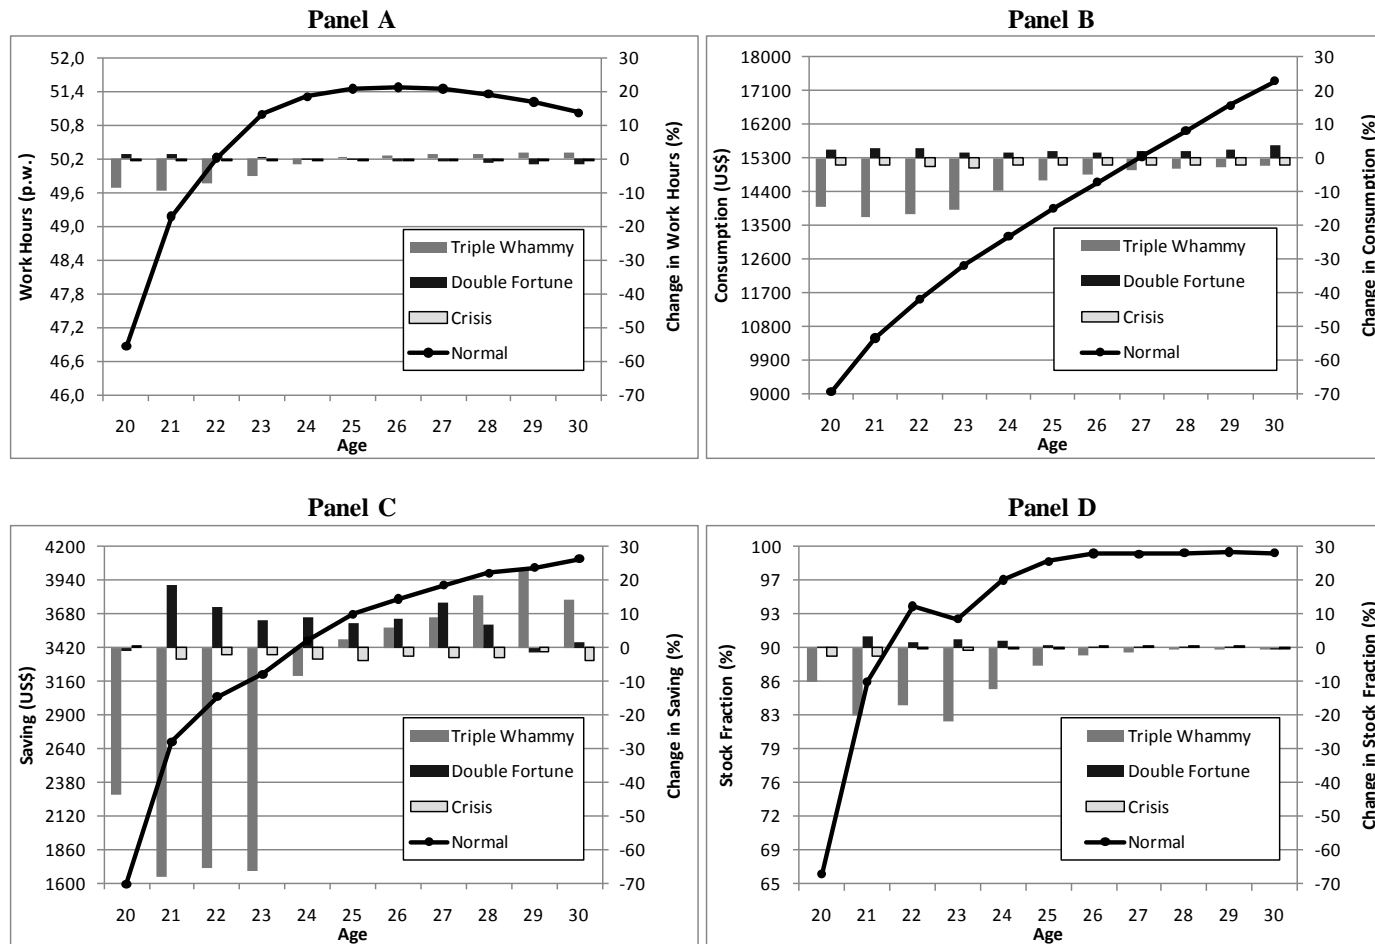 Panel A
52,0
51,4
50,8
50,2
49,6
49,0
48,4
47,8
47,2
46,6
46,0
Work Hours (p.w.)
30
20
10
0
-10
-20
-30
-40
-50
-60
-70
Change in Work Hours (%)
Triple Whammy
Double Fortune
Crisis
Normal
20 21 22 23 24 25 26 27 28 29 30
Age
Panel B
18000
17100
16200
15300
14400
13500
12600
11700
10800
9900
9000
Consumption (US$)
30
20
10
0
-10
-20
-30
-40
-50
-60
-70
Change in Consumption (%)
Triple Whammy
Double Fortune
Crisis
Normal
20 21 22 23 24 25 26 27 28 29 30
Age
Panel C
4200
3940
3680
3420
3160
2900
2640
2380
2120
1860
1600
Saving (US$)
30
20
10
0
-10
-20
-30
-40
-50
-60
-70
Change in Saving (%)
Triple Whammy
Double Fortune
Crisis
Normal
20 21 22 23 24 25 26 27 28 29 30
Age
Panel D
100
97
93
90
86
83
79
76
72
69
65
Stock Fraction (%)
30
20
10
0
-10
-20
-30
-40
-50
-60
-70
Change in Stock Fraction (%)
Triple Whammy
Double Fortune
Crisis
Normal
20 21 22 23 24 25 26 27 28 29 30
Age